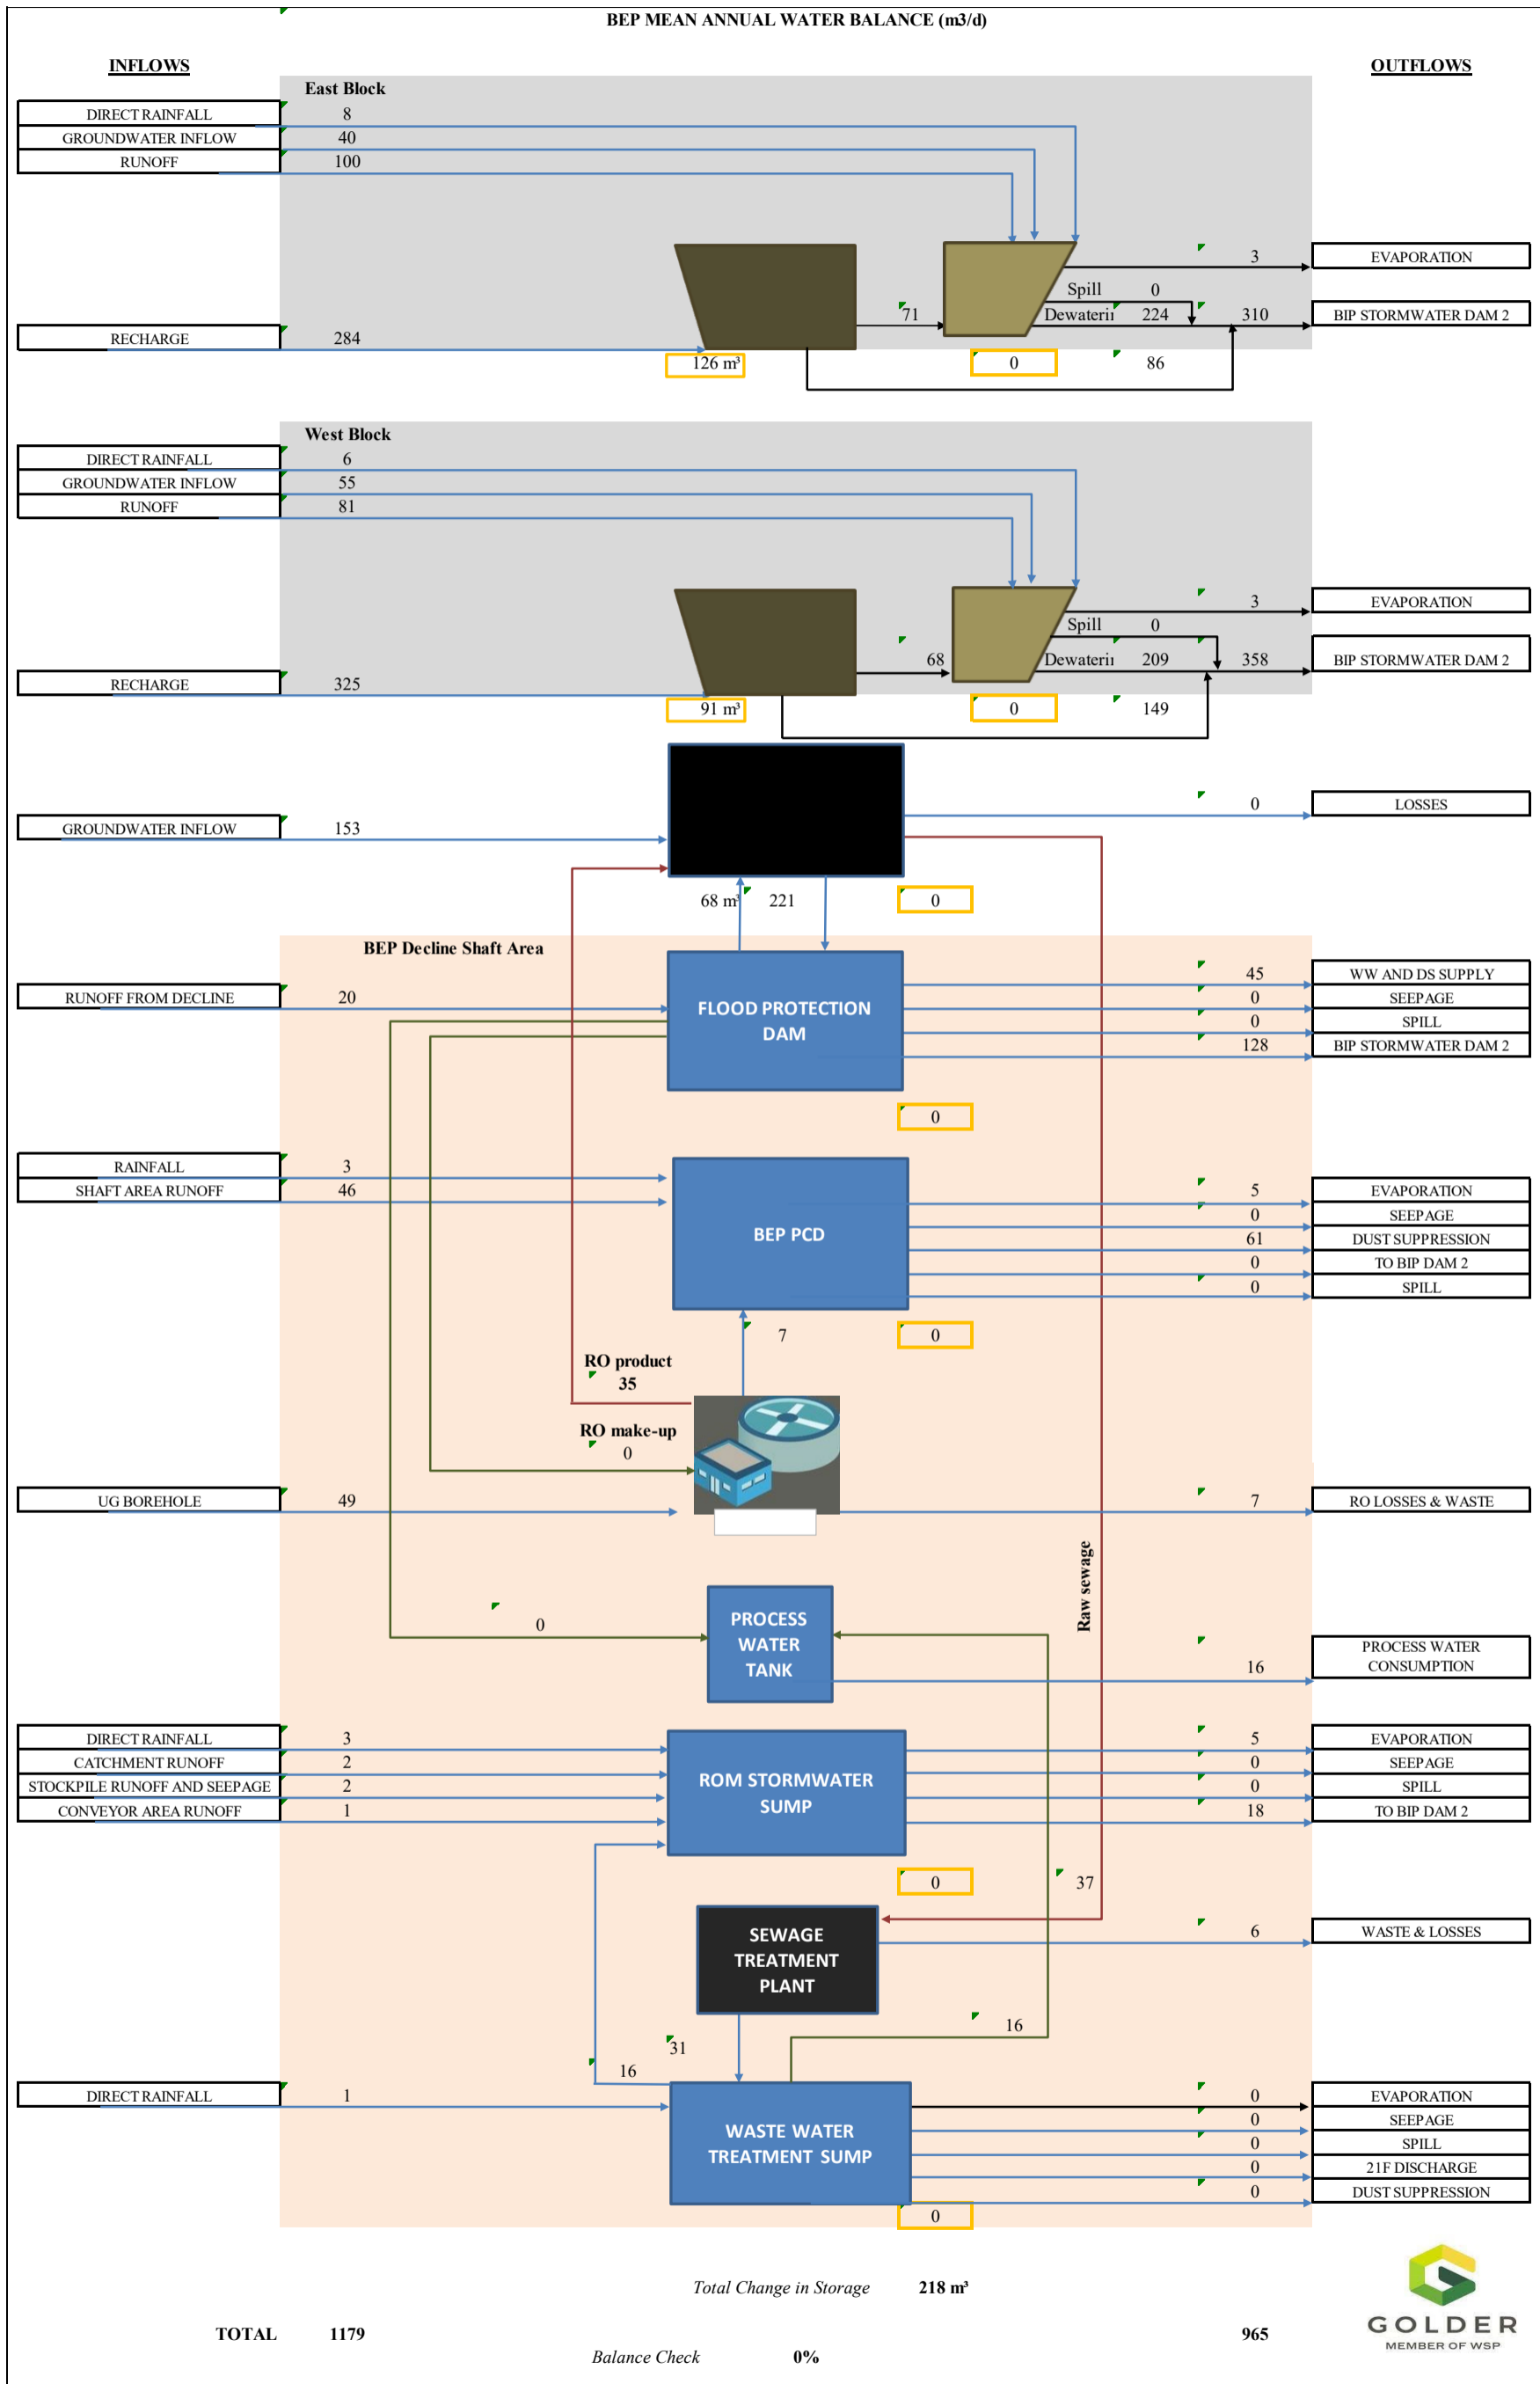 BEP MEAN ANNUAL WATER BALANCE (m3/d)
INFLOWS
OUTFLOWS
East Block
DIRECT RAINFALL 8
GROUNDWATER INFLOW 40
RUNOFF 100
3 EVAPORATION
Spill 0
71 Dewaterin 224 310 BIP STORMWATER DAM 2
RECHARGE 284
126 m³ 0 86
West Block
DIRECT RAINFALL 6
GROUNDWATER INFLOW 55
RUNOFF 81
3 EVAPORATION
Spill 0
68 Dewaterin 209 358 BIP STORMWATER DAM 2
RECHARGE 325
91 m³ 0 149
0 LOSSES
GROUNDWATER INFLOW 153
68 m³ 221 0
BEP Decline Shaft Area
45 WW AND DS SUPPLY
RUNOFF FROM DECLINE 20 0 SEEPAGE
FLOOD PROTECTION
DAM
0 SPILL
128 BIP STORMWATER DAM 2
0
RAINFALL 3
SHAFT AREA RUNOFF 46
BEP PCD
5 EVAPORATION
0 SEEPAGE
61 DUST SUPPRESSION
0 TO BIP DAM 2
0 SPILL
7 0
RO product
35
RO make-up
0
UG BOREHOLE 49
7 RO LOSSES & WASTE
Raw sewage
0
PROCESS
WATER
TANK
16 PROCESS WATER
CONSUMPTION
DIRECT RAINFALL 3
CATCHMENT RUNOFF 2
STOCKPILE RUNOFF AND SEEPAGE 2
CONVEYOR AREA RUNOFF 1
ROM STORMWATER
SUMP
5 EVAPORATION
0 SEEPAGE
0 SPILL
18 TO BIP DAM 2
0 37
SEWAGE
TREATMENT
PLANT
6 WASTE & LOSSES
16
31
16
DIRECT RAINFALL 1
WASTE WATER
TREATMENT SUMP
0 EVAPORATION
0 SEEPAGE
0 SPILL
0 21F DISCHARGE
0 DUST SUPPRESSION
0
Total Change in Storage 218 m³
TOTAL 1179 965
Balance Check 0%
GOLDER
MEMBER OF WSP